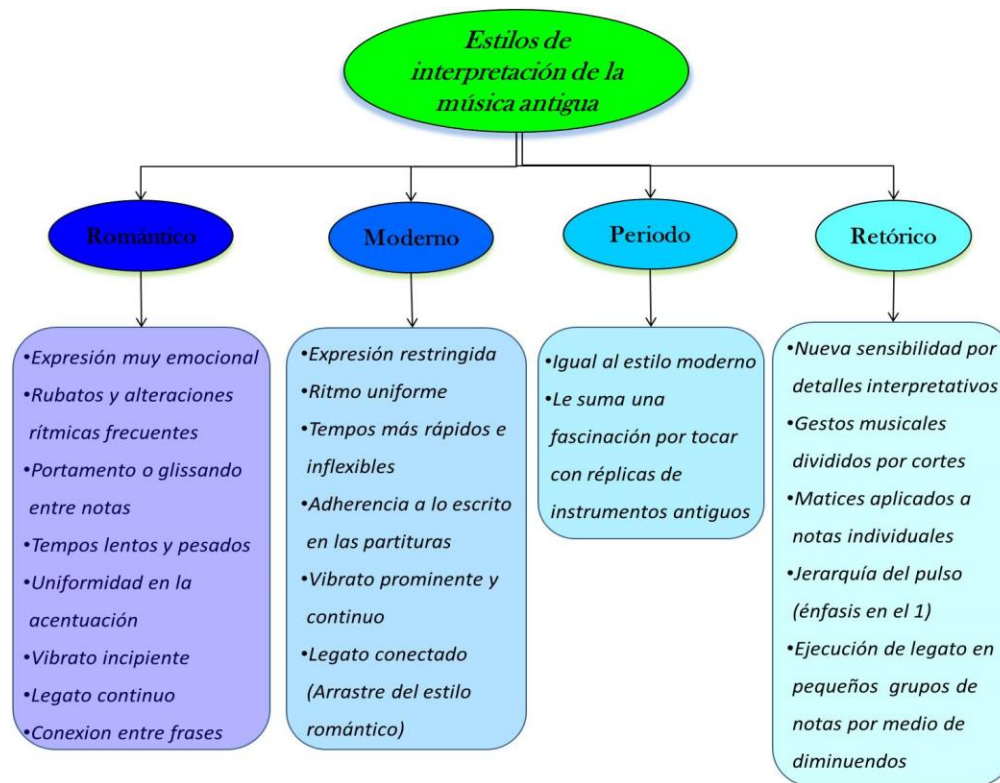 Estilos de
interpretación de la
música antigua
Romántico
Moderno
Periodo
Retórico
•Expresión muy emocional
•Rubatos y alteraciones
rítmicas frecuentes
•Portamento o glissando
entre notas
•Tempos lentos y pesados
•Uniformidad en la
acentuación
•Vibrato incipiente
•Legato continuo
•Conexion entre frases
•Expresión restringida
•Ritmo uniforme
•Tempos más rápidos e
inflexibles
•Adherencia a lo escrito
en las partituras
•Vibrato prominente y
continuo
•Legato conectado
(Arrastre del estilo
romántico)
•Igual al estilo moderno
•Le suma una
fascinación por tocar
con réplicas de
instrumentos antiguos
•Nueva sensibilidad por
detalles interpretativos
•Gestos musicales
divididos por cortes
•Matices aplicados a
notas individuales
•Jerarquía del pulso
(énfasis en el 1)
•Ejecución de legato en
pequeños grupos de
notas por medio de
diminuendos